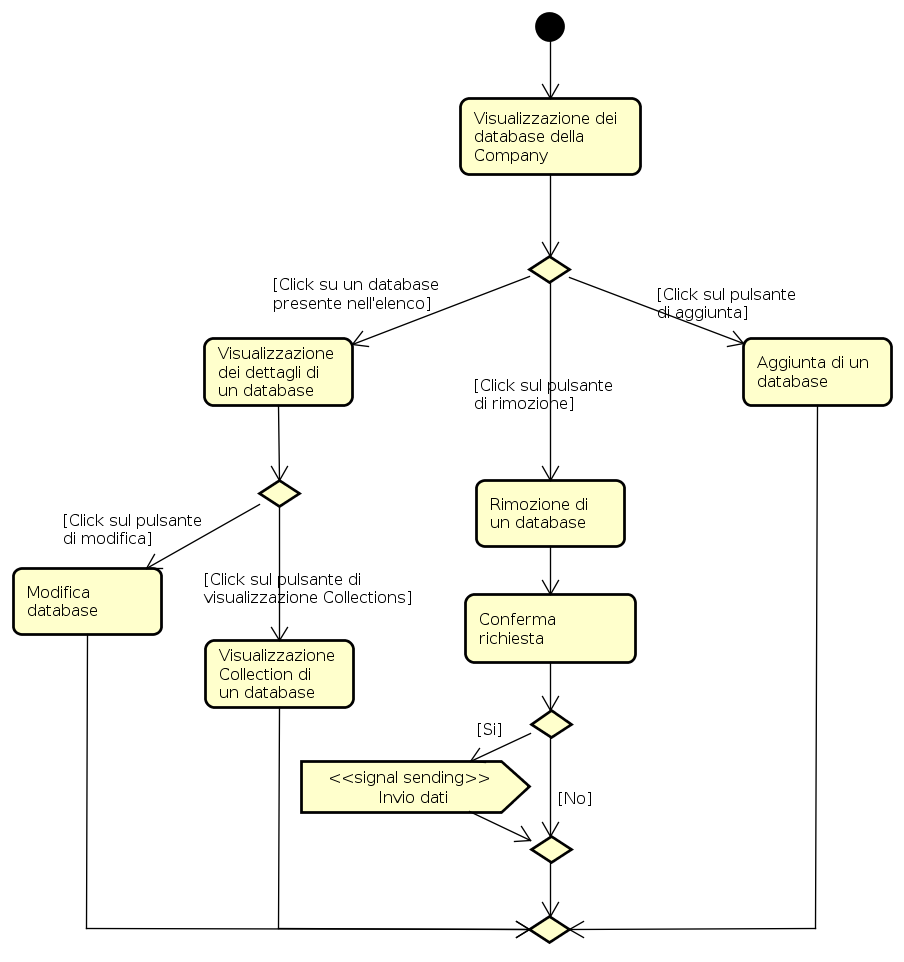 Visualizzazione dei
database della
Company
[Click su un database
presente nell'elenco]
[Click sul pulsante
di aggiunta]
Visualizzazione
dei dettagli di
un database
Aggiunta di un
database
[Click sul pulsante
di rimozione]
Rimozione di
un database
[Click sul pulsante
di modifica]
[Click sul pulsante di
visualizzazione Collections]
Modifica
database
Conferma
richiesta
Visualizzazione
Collection di
un database
[Si]
<<signal sending>>
Invio dati
[No]